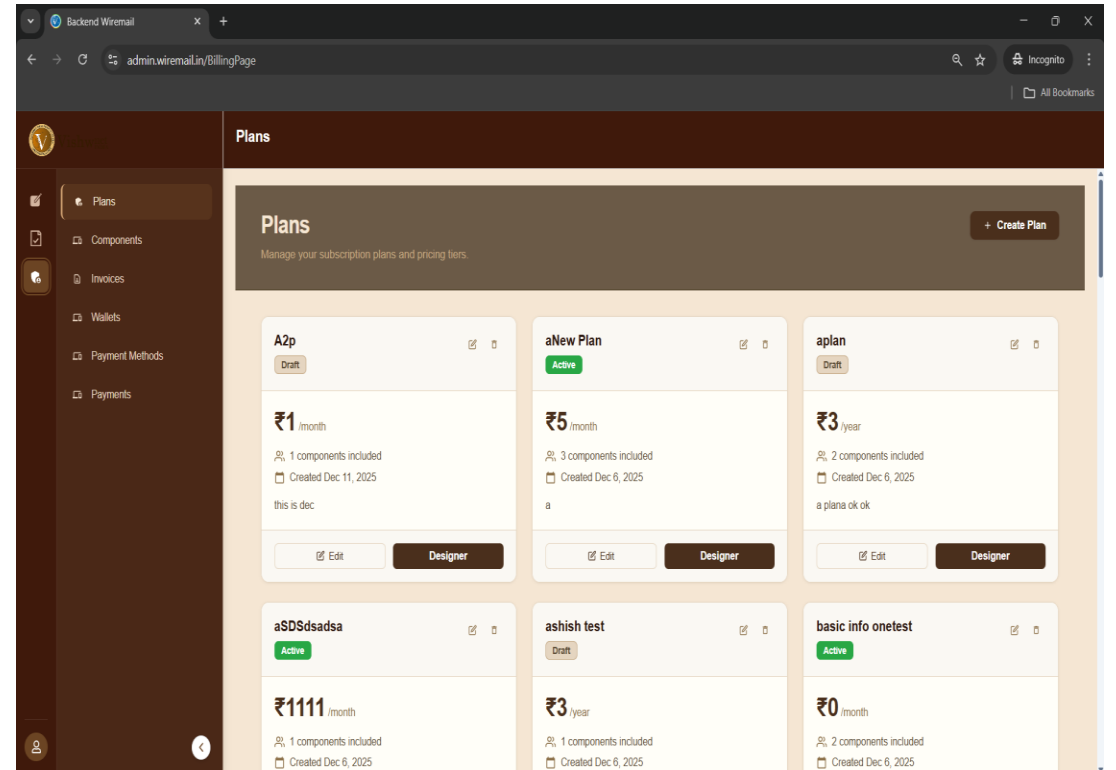 Backend Wiremail
admin.wiremail.in/BillingPage
Incognito
All Bookmarks
V
Plans
Plans
Components
Invoices
Wallets
Payment Methods
Payments
Plans
Manage your subscription plans and pricing tiers.
+ Create Plan
A2p
Draft
₹1 /month
1 components included
Created Dec 11, 2025
this is dec
Edit
Designer
aNew Plan
Active
₹5 /month
3 components included
Created Dec 6, 2025
a
Edit
Designer
aplan
Draft
₹3 /year
2 components included
Created Dec 6, 2025
a plana ok ok
Edit
Designer
aSDSdsadsa
Active
₹1111 /month
1 components included
Created Dec 6, 2025
ashish test
Draft
₹3 /year
1 components included
Created Dec 6, 2025
basic info onetest
Active
₹0 /month
2 components included
Created Dec 6, 2025